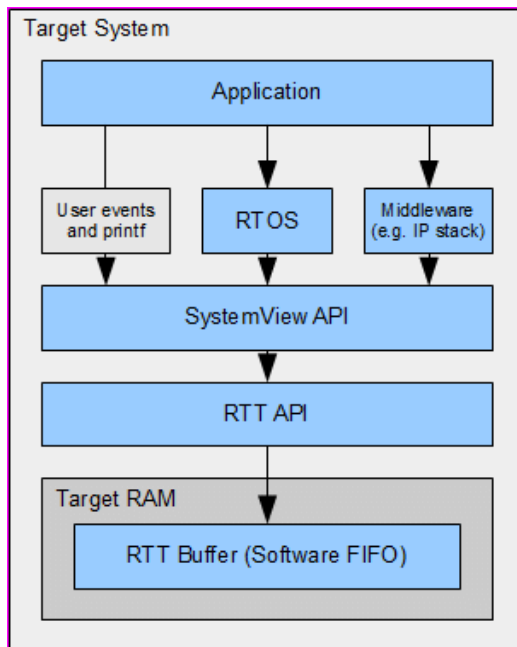 Target System
Application
User events
and printf
RTOS
Middleware
(e.g. IP stack)
SystemView API
RTT API
Target RAM
RTT Buffer (Software FIFO)